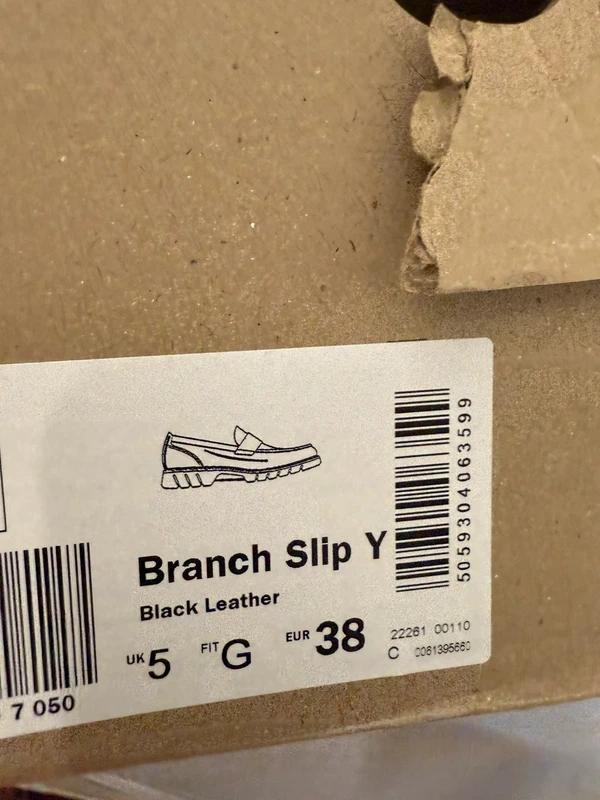 Branch Slip Y
Black Leather
UK 5 FIT G EUR 38
5059304063599
22261 00110
C 0061395660
7 050